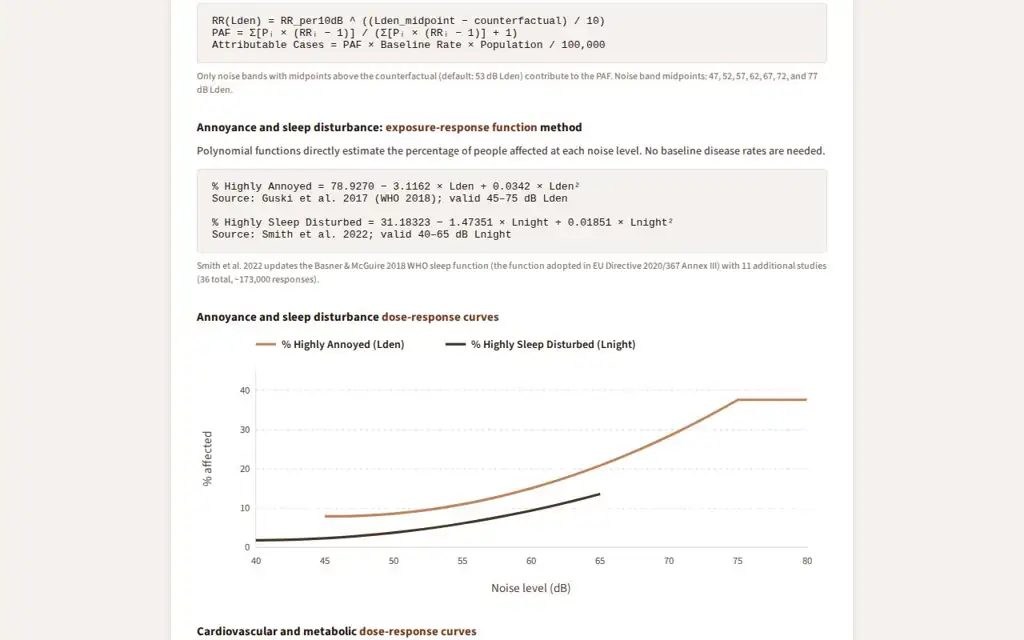 RR(Lden) = RR_per10dB ^ ((Lden_midpoint − counterfactual) / 10)
PAF = Σ[Pᵢ × (RRᵢ − 1)] / (Σ[Pᵢ × (RRᵢ − 1)] + 1)
Attributable Cases = PAF × Baseline Rate × Population / 100,000
Only noise bands with midpoints above the counterfactual (default: 53 dB Lden) contribute to the PAF. Noise band midpoints: 47, 52, 57, 62, 67, 72, and 77
dB Lden.
Annoyance and sleep disturbance: exposure-response function method
Polynomial functions directly estimate the percentage of people affected at each noise level. No baseline disease rates are needed.
% Highly Annoyed = 78.9270 − 3.1162 × Lden + 0.0342 × Lden²
Source: Guski et al. 2017 (WHO 2018); valid 45–75 dB Lden
% Highly Sleep Disturbed = 31.18323 − 1.47351 × Lnight + 0.01851 × Lnight²
Source: Smith et al. 2022; valid 40–65 dB Lnight
Smith et al. 2022 updates the Basner & McGuire 2018 WHO sleep function (the function adopted in EU Directive 2020/367 Annex III) with 11 additional studies
(36 total, ~173,000 responses).
Annoyance and sleep disturbance dose-response curves
% Highly Annoyed (Lden) % Highly Sleep Disturbed (Lnight)
40
30
20
10
0
% affected
40 45 50 55 60 65 70 75 80
Noise level (dB)
Cardiovascular and metabolic dose-response curves